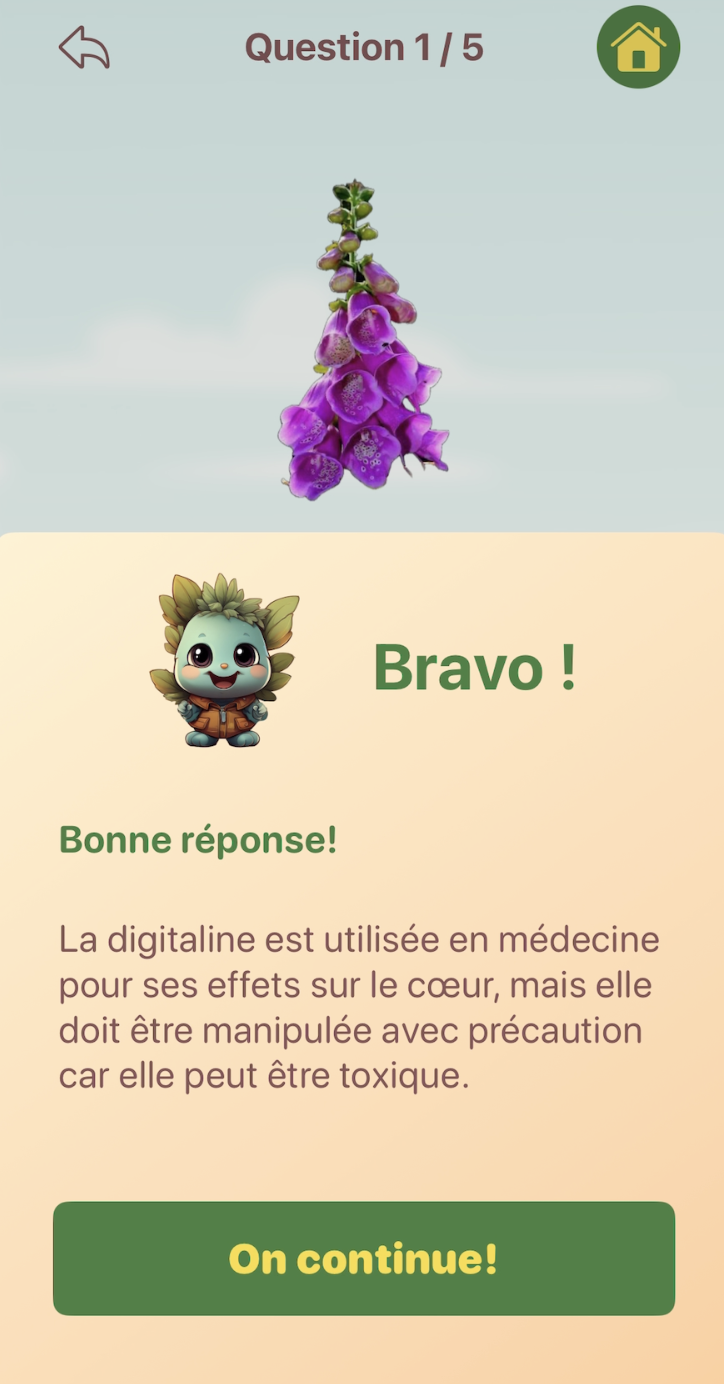 Question 1 / 5
Bravo !
Bonne réponse!
La digitaline est utilisée en médecine
pour ses effets sur le cœur, mais elle
doit être manipulée avec précaution
car elle peut être toxique.
On continue!